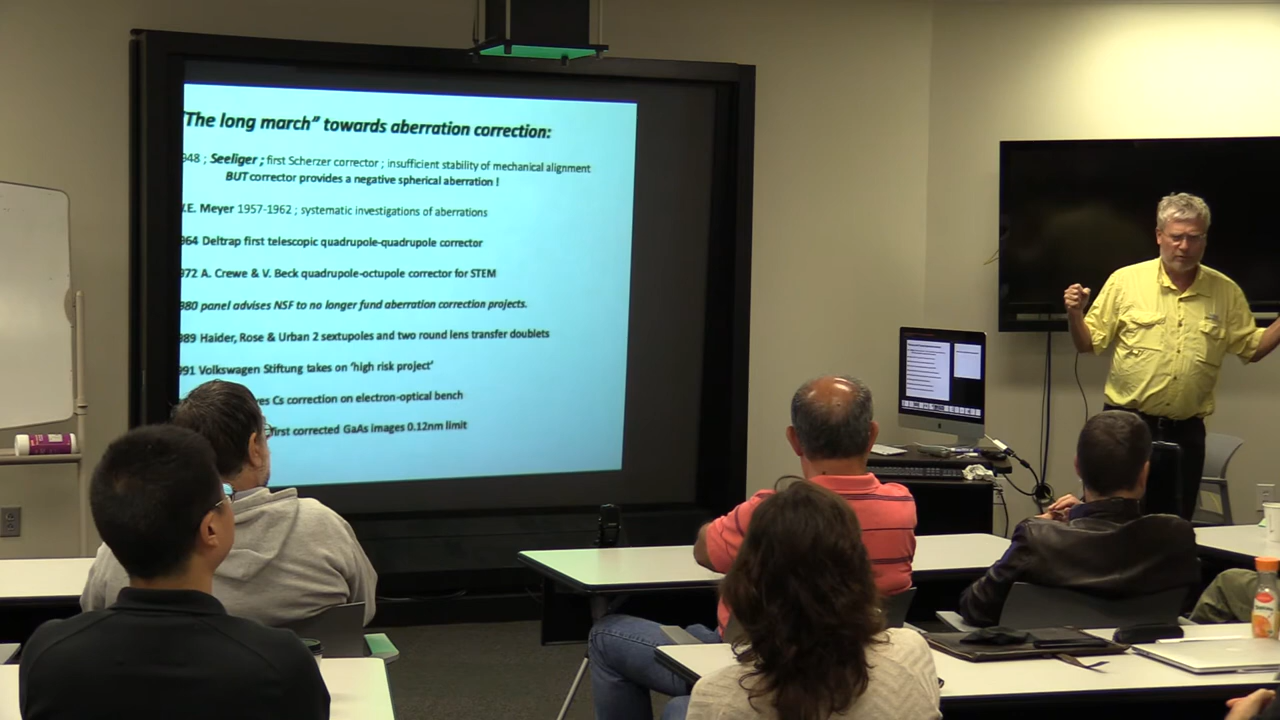 "The long march” towards aberration correction:
948 ; Seeliger ; first Scherzer corrector ; insufficient stability of mechanical alignment
BUT corrector provides a negative spherical aberration !
.E. Meyer 1957-1962 ; systematic investigations of aberrations
964 Deltrap first telescopic quadrupole-quadrupole corrector
972 A. Crewe & V. Beck quadrupole-octupole corrector for STEM
980 panel advises NSF to no longer fund aberration correction projects.
989 Haider, Rose & Urban 2 sextupoles and two round lens transfer doublets
991 Volkswagen Stiftung takes on 'high risk project'
es Cs correction on electron-optical bench
first corrected GaAs images 0.12nm limit